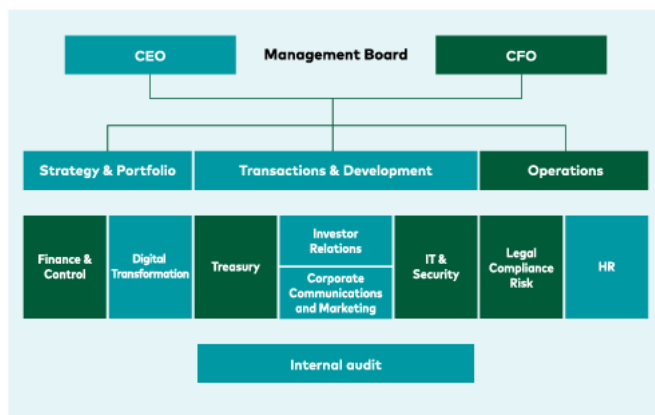 CEO
Management Board
CFO
Strategy & Portfolio
Transactions & Development
Operations
Finance &
Control
Digital
Transformation
Treasury
Investor
Relations
Corporate
Communications
and Marketing
IT &
Security
Legal
Compliance
Risk
HR
Internal audit